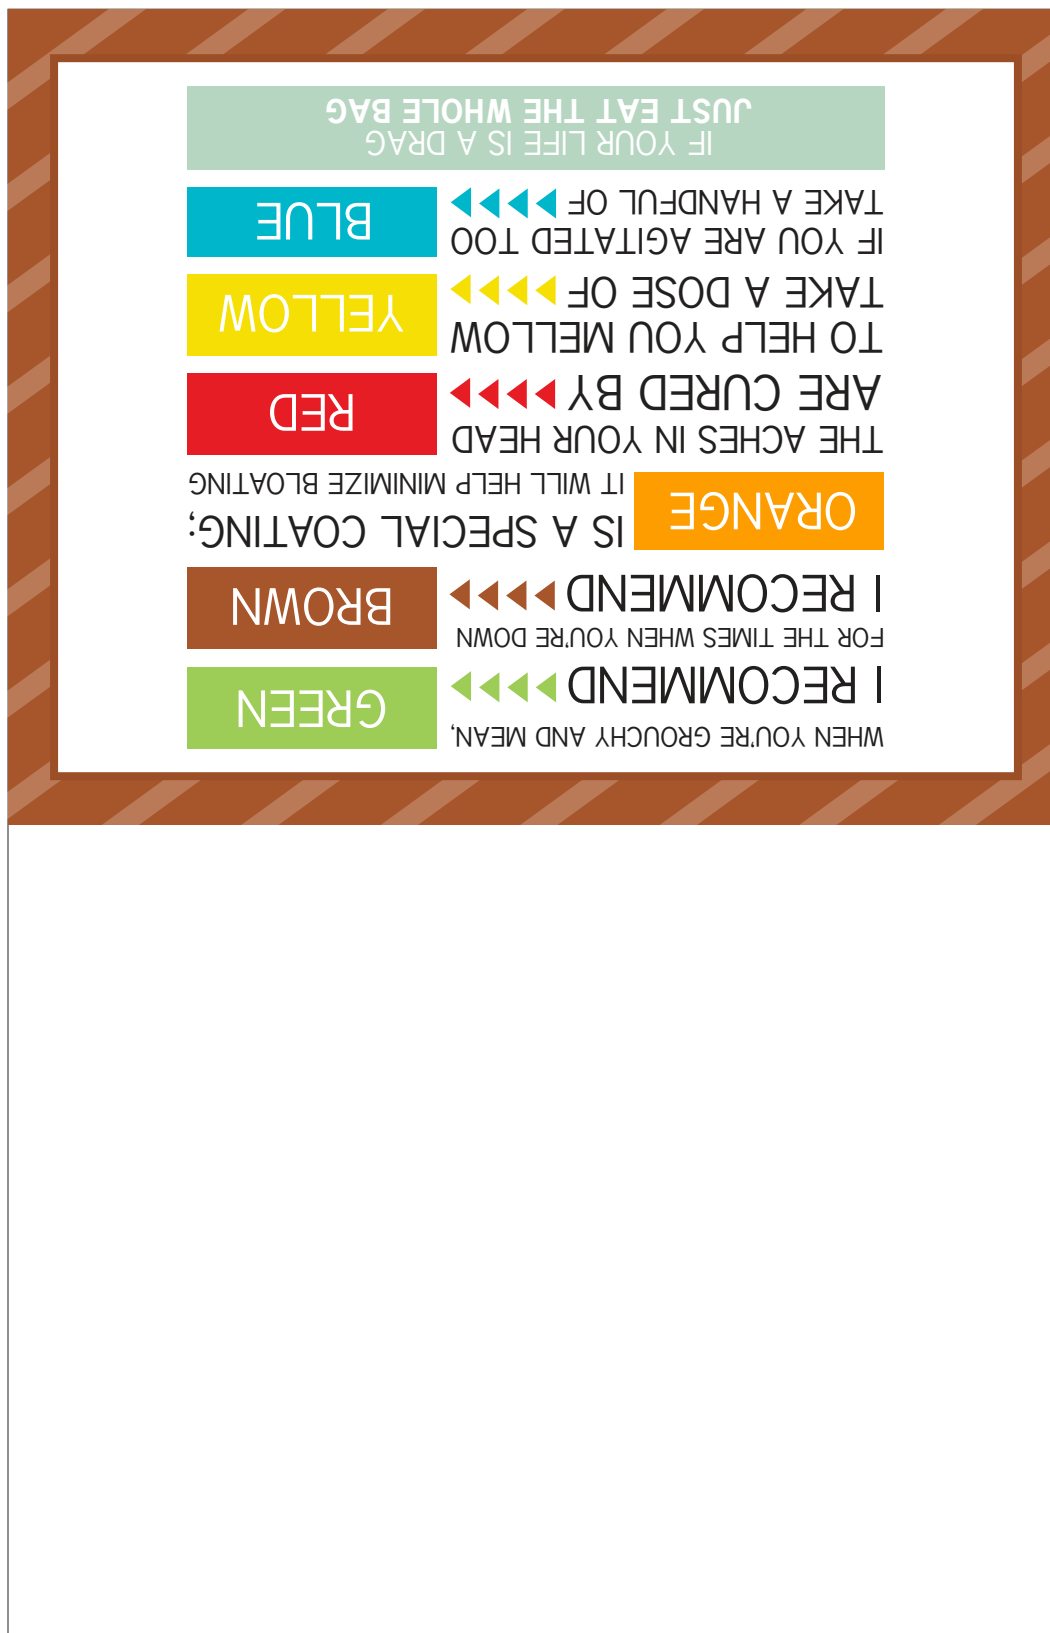 WHEN YOU'RE GROUCHY AND MEAN,
I RECOMMEND GREEN
FOR THE TIMES WHEN YOU'RE DOWN
I RECOMMEND BROWN
ORANGE IS A SPECIAL COATING;
IT WILL HELP MINIMIZE BLOATING
THE ACHES IN YOUR HEAD
ARE CURED BY RED
TO HELP YOU MELLOW
TAKE A DOSE OF YELLOW
IF YOU ARE AGITATED TOO
TAKE A HANDFUL OF BLUE
IF YOUR LIFE IS A DRAG
JUST EAT THE WHOLE BAG